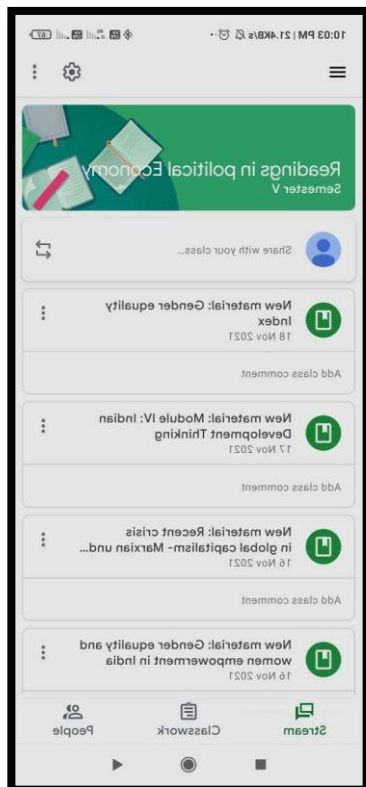 10:03 PM | 21.4KB/s
67
Readings in political Economy
Semester V
Share with your class...
New material: Gender equality
Index
18 Nov 2021
Add class comment
New material: Module IV: Indian
Development Thinking
17 Nov 2021
Add class comment
New material: Recent crisis
in global capitalism- Marxian und...
16 Nov 2021
Add class comment
New material: Gender equality and
women empowerment in India
16 Nov 2021
Stream Classwork People